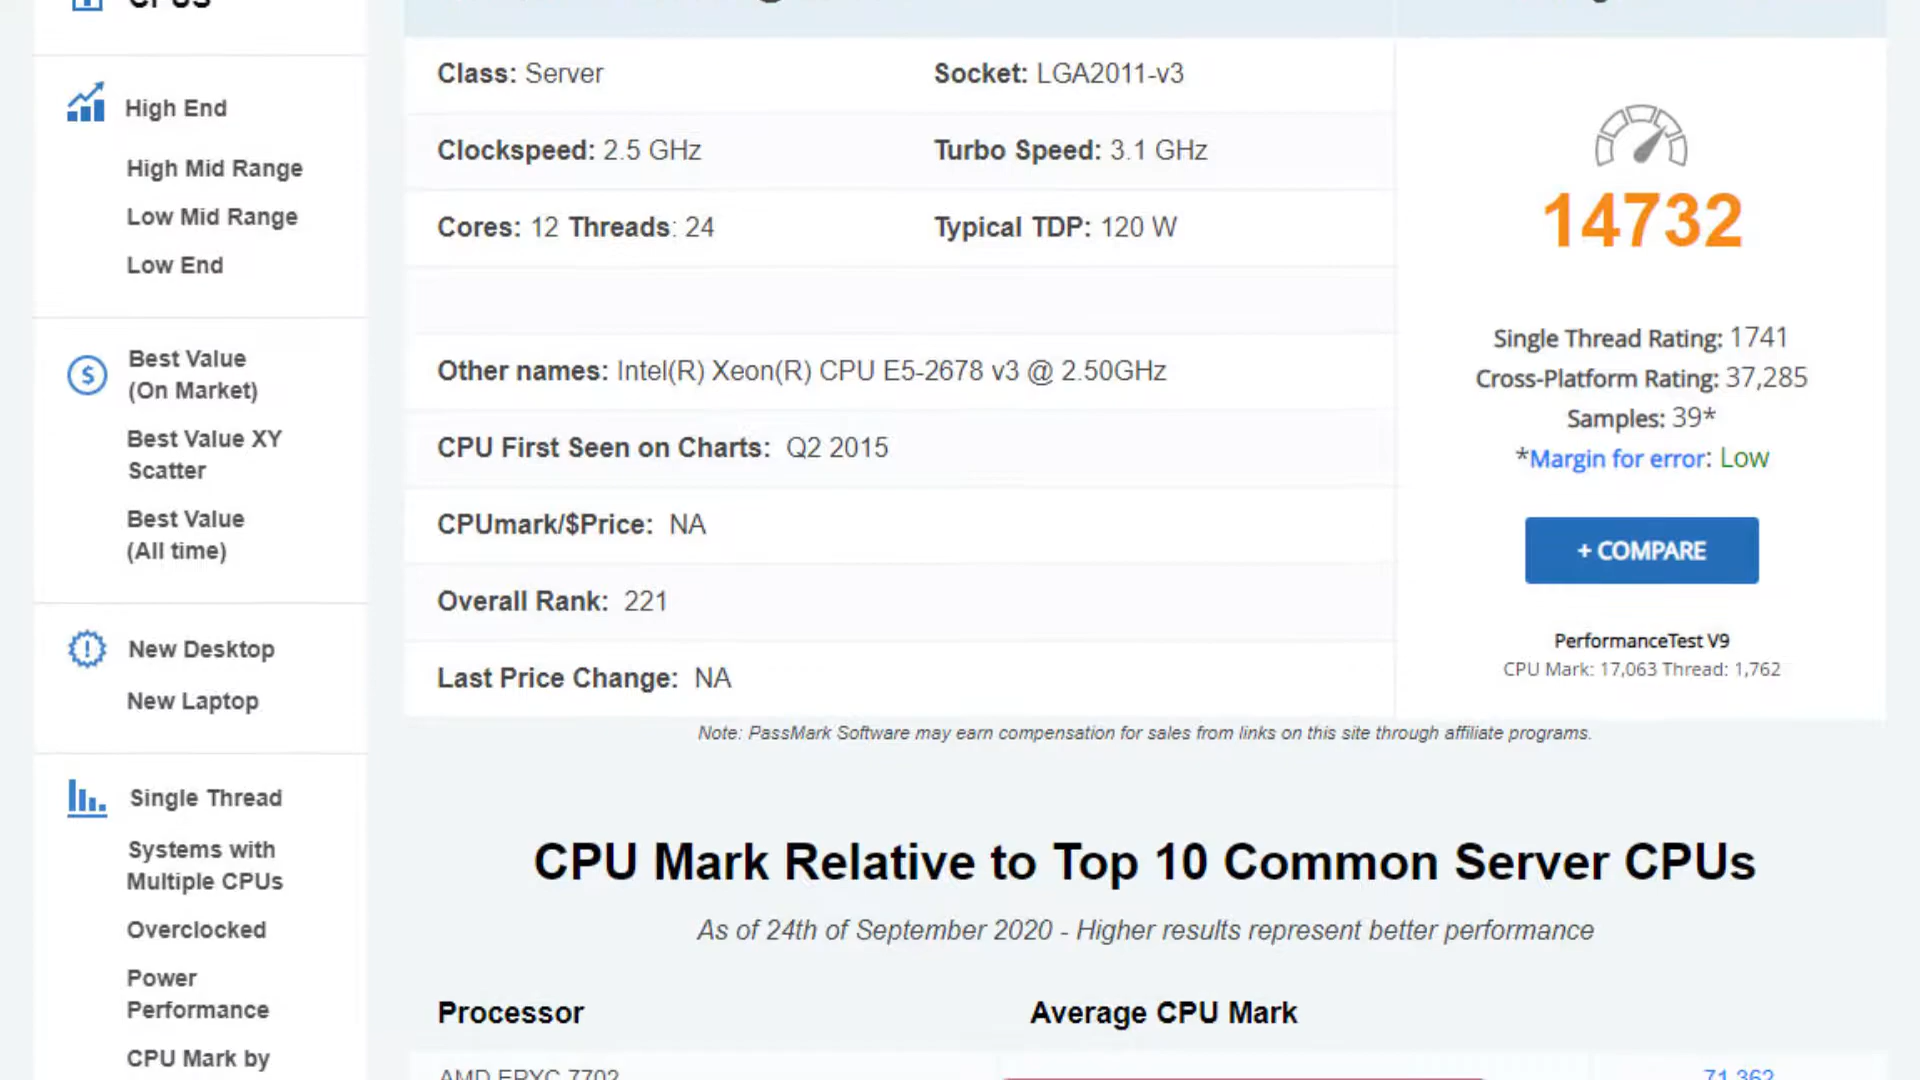 CPUS
High End
High Mid Range
Low Mid Range
Low End
Best Value
(On Market)
Best Value XY
Scatter
Best Value
(All time)
New Desktop
New Laptop
Single Thread
Systems with
Multiple CPUs
Overclocked
Power
Performance
CPU Mark by
Class: Server
Socket: LGA2011-v3
Clockspeed: 2.5 GHz
Turbo Speed: 3.1 GHz
Cores: 12 Threads: 24
Typical TDP: 120 W
Other names: Intel(R) Xeon(R) CPU E5-2678 v3 @ 2.50GHz
CPU First Seen on Charts: Q2 2015
CPUmark/$Price: NA
Overall Rank: 221
Last Price Change: NA
14732
Single Thread Rating: 1741
Cross-Platform Rating: 37,285
Samples: 39*
*Margin for error: Low
+ COMPARE
PerformanceTest V9
CPU Mark: 17,063 Thread: 1,762
Note: PassMark Software may earn compensation for sales from links on this site through affiliate programs.
CPU Mark Relative to Top 10 Common Server CPUs
As of 24th of September 2020 - Higher results represent better performance
Processor
Average CPU Mark
AMD EPYC 7702
71,362